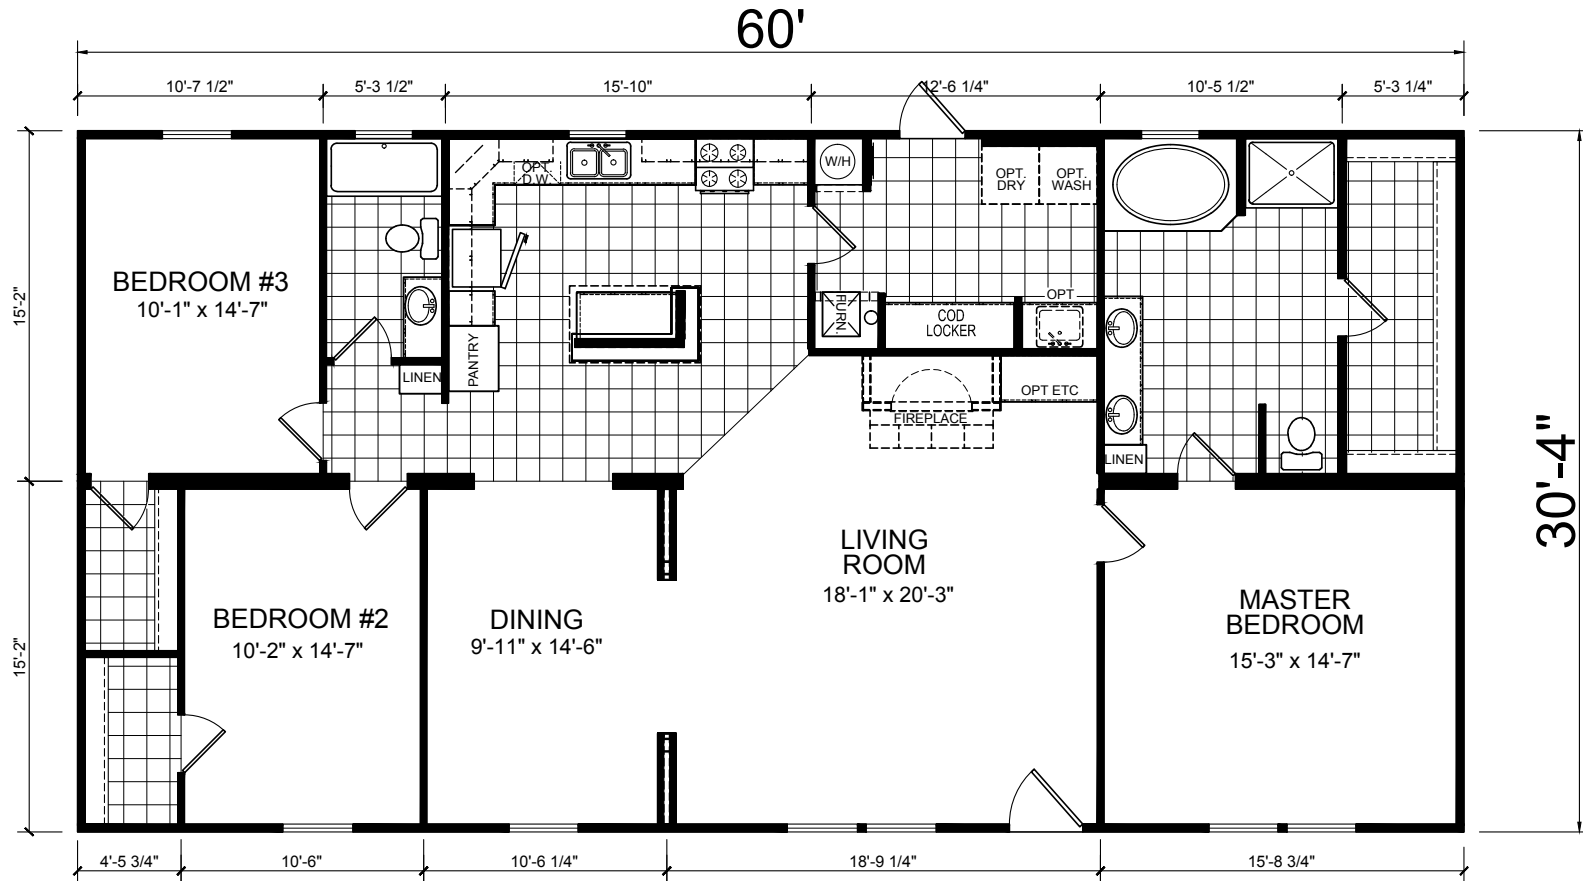 60'
10'-7 1/2"
5'-3 1/2"
15'-10"
12'-6 1/4"
10'-5 1/2"
5'-3 1/4"
OPT
D.W
W/H
OPT.
DRY
OPT.
WASH
15'-2"
BEDROOM #3
10'-1" x 14'-7"
LINEN
PANTRY
FURN.
COD
LOCKER
OPT
OPT ETC
FIREPLACE
LINEN
30'-4"
15'-2"
BEDROOM #2
10'-2" x 14'-7"
DINING
9'-11" x 14'-6"
LIVING
ROOM
18'-1" x 20'-3"
MASTER
BEDROOM
15'-3" x 14'-7"
4'-5 3/4"
10'-6"
10'-6 1/4"
18'-9 1/4"
15'-8 3/4"